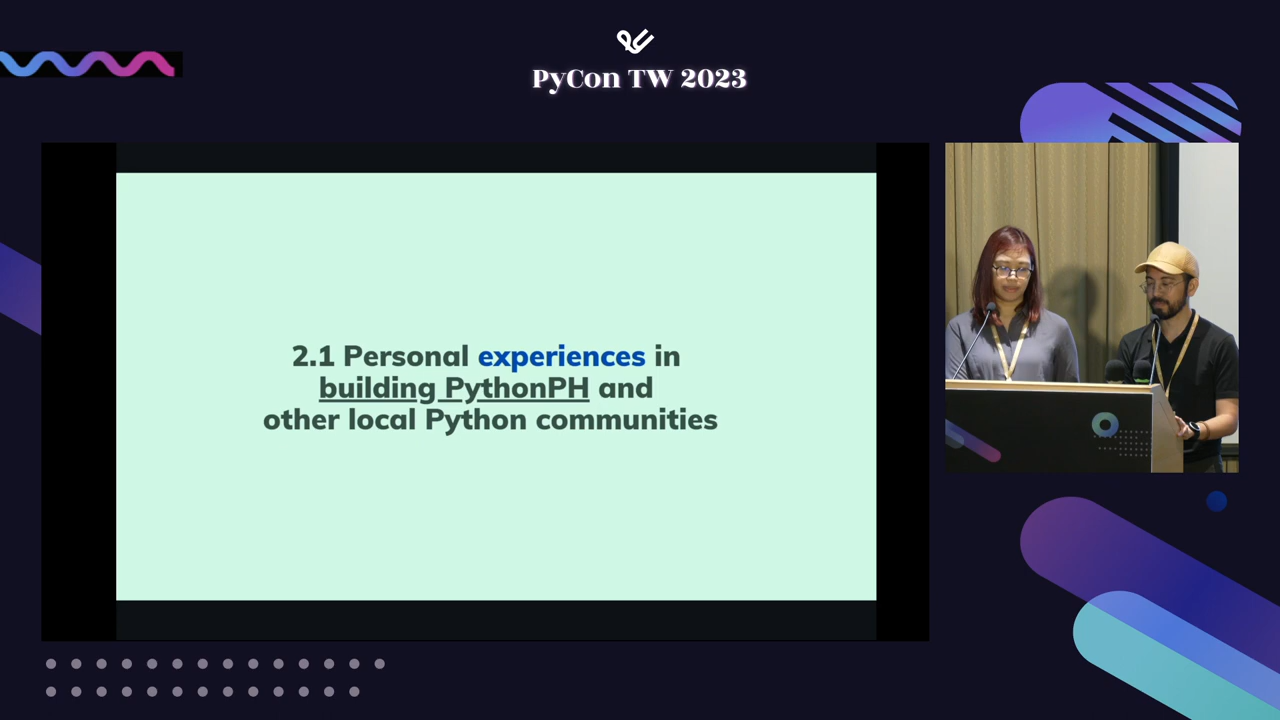 PyCon TW 2023
2.1 Personal experiences in
building PythonPH and
other local Python communities